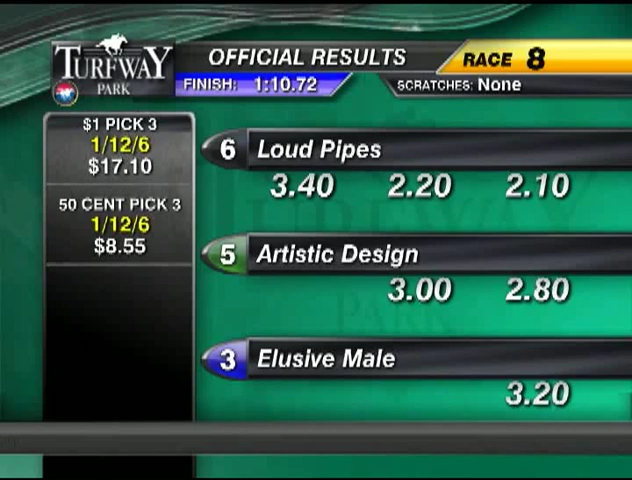 TURFWAY
PARK
OFFICIAL RESULTS
RACE 8
FINISH: 1:10.72
SCRATCHES: None
$1 PICK 3
1/12/6
$17.10
50 CENT PICK 3
1/12/6
$8.55
6 Loud Pipes
3.40 2.20 2.10
5 Artistic Design
3.00 2.80
3 Elusive Male
3.20
TURFWAY
PARK